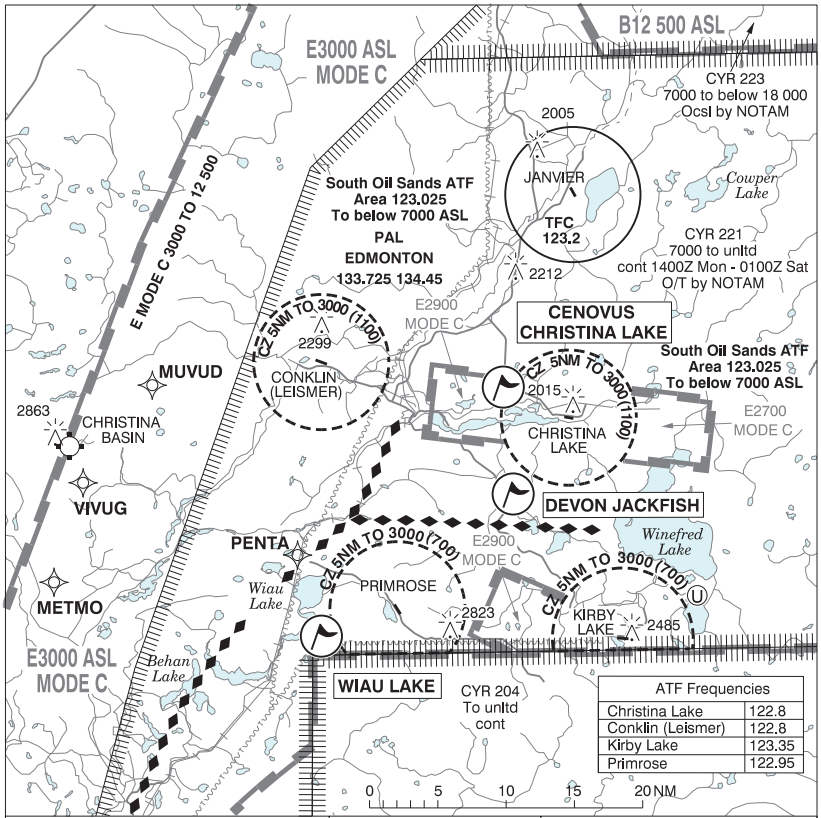 B12 500 ASL
E3000 ASL
MODE C
CYR 223
7000 to below 18 000
Ocsl by NOTAM
2005
JANVIER
TFC
123.2
Cowper
Lake
South Oil Sands ATF
Area 123.025
To below 7000 ASL
PAL
EDMONTON
133.725 134.45
E MODE C 3000 TO 12 500
CYR 221
7000 to unltd
cont 1400Z Mon - 0100Z Sat
O/T by NOTAM
2212
E2900
MODE C
CENOVUS
CHRISTINA LAKE
CZ 5NM TO 3000 (1100)
2299
CONKLIN
(LEISMER)
South Oil Sands ATF
Area 123.025
To below 7000 ASL
MUVUD
CZ 5NM TO 3000 (1100)
2015
CHRISTINA
LAKE
E2700
MODE C
2863
CHRISTINA
BASIN
VIVUG
DEVON JACKFISH
PENTA
E2900
MODE C
Winefred
Lake
CZ 5NM TO 3000 (700)
PRIMROSE
2823
CZ 5NM TO 3000 (700)
KIRBY
LAKE
2485
U
Wiau
Lake
METMO
E3000 ASL
MODE C
Behan
Lake
WIAU LAKE
CYR 204
To unltd
cont
ATF Frequencies
Christina Lake 122.8
Conklin (Leismer) 122.8
Kirby Lake 123.35
Primrose 122.95
0 5 10 15 20 NM